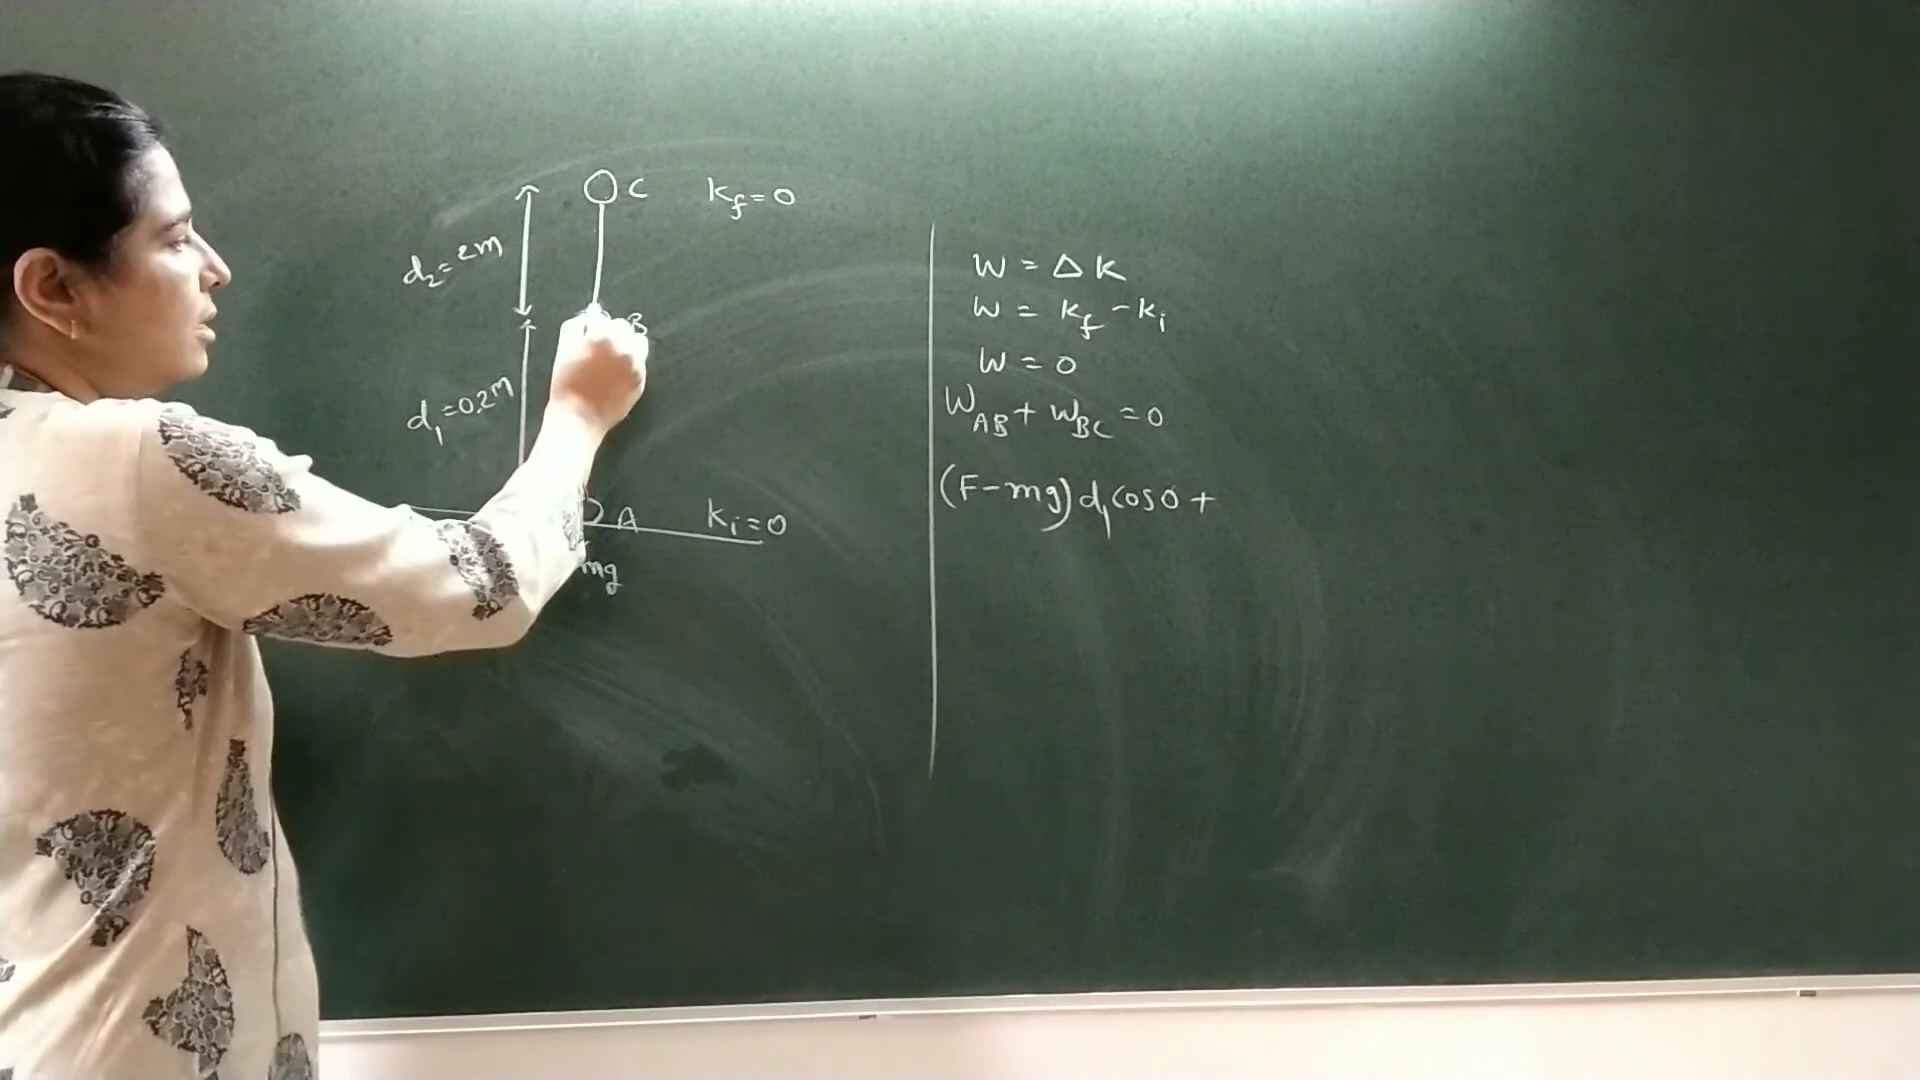 C
k_f = 0
d_2 = 2m
B
d_1 = 0.2m
A
k_i = 0
mg
W = Δ K
W = k_f - k_i
W = 0
W_AB + W_BC = 0
(F - mg) d_1 cos 0 +